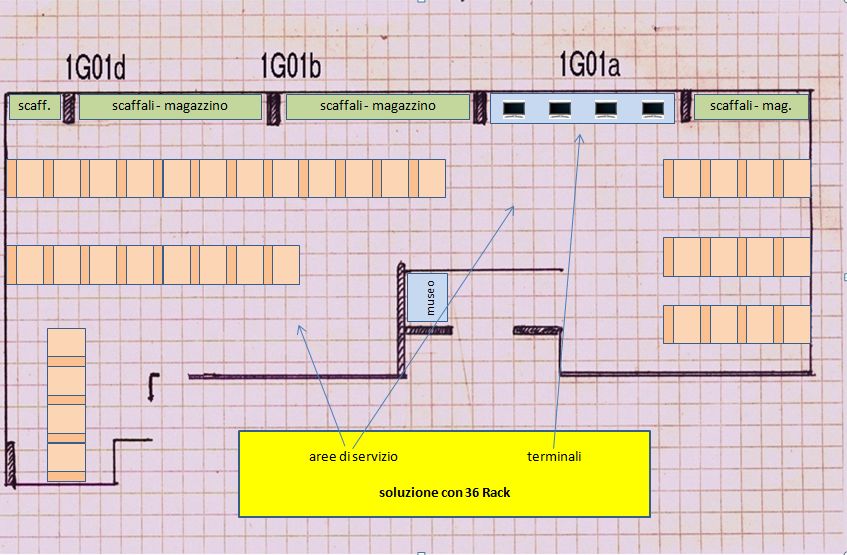 1G01d
1G01b
1G01a
scaff.
scaffali - magazzino
scaffali - magazzino
scaffali - mag.
museo
aree di servizio
terminali
soluzione con 36 Rack